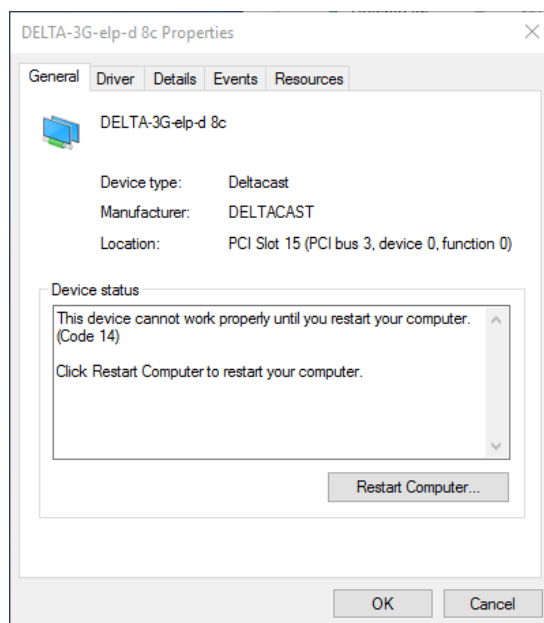 DELTA-3G-elp-d 8c Properties
General Driver Details Events Resources
DELTA-3G-elp-d 8c
Device type: Deltacast
Manufacturer: DELTACAST
Location: PCI Slot 15 (PCI bus 3, device 0, function 0)
Device status
This device cannot work properly until you restart your computer.
(Code 14)
Click Restart Computer to restart your computer.
Restart Computer...
OK Cancel